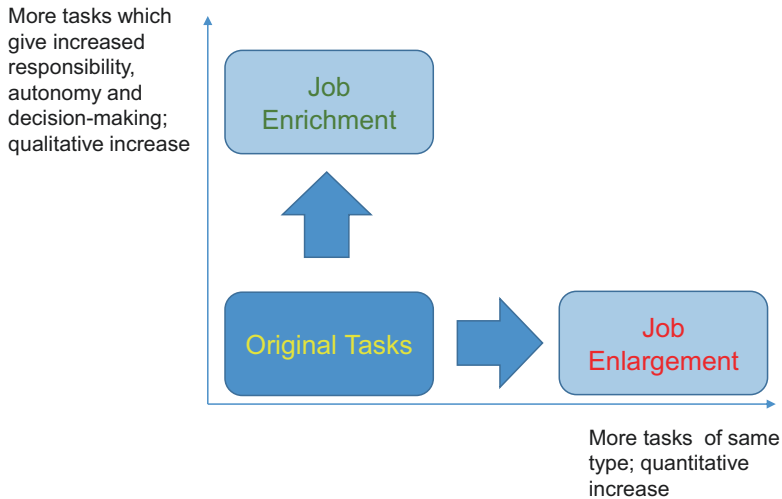 More tasks which
give increased
responsibility,
autonomy and
decision-making;
qualitative increase
Job
Enrichment
Original Tasks
Job
Enlargement
More tasks of same
type; quantitative
increase